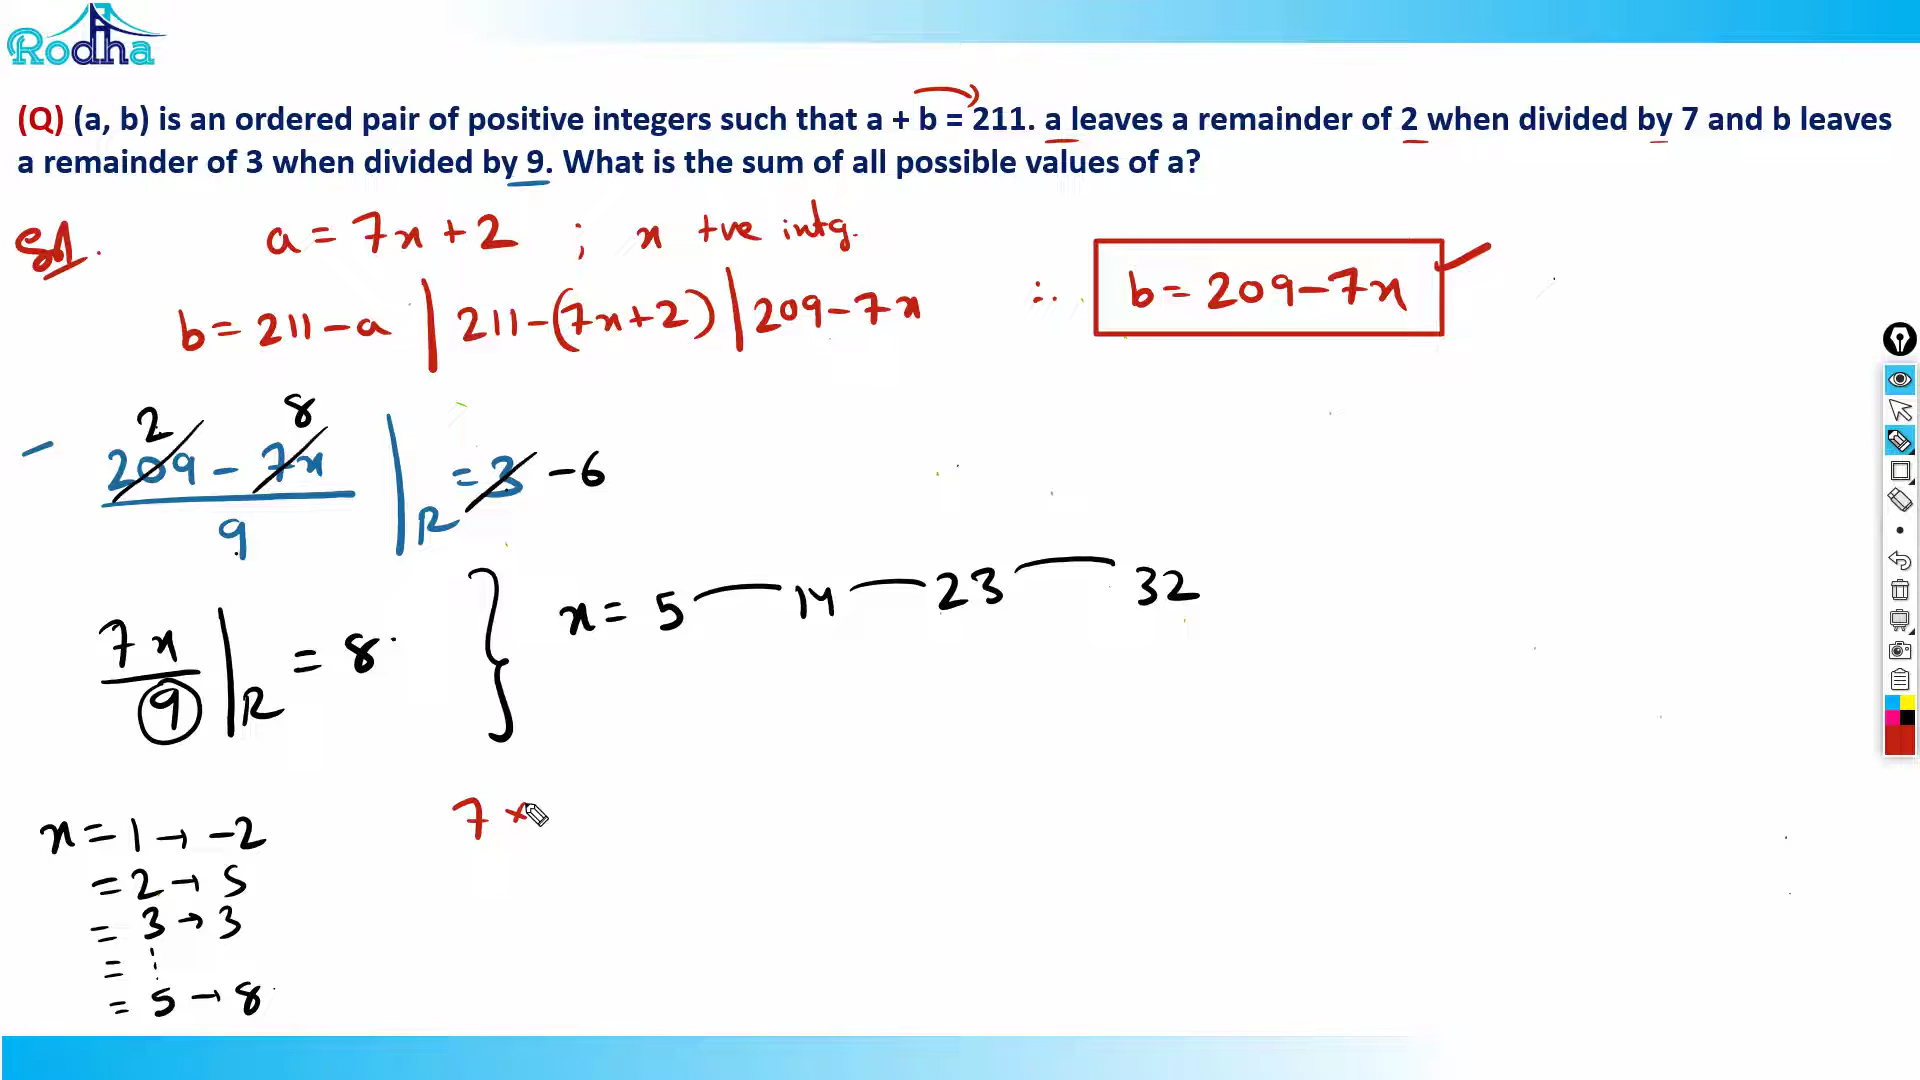 Rodha
(Q) (a, b) is an ordered pair of positive integers such that a + b = 211. a leaves a remainder of 2 when divided by 7 and b leaves
a remainder of 3 when divided by 9. What is the sum of all possible values of a?
Sol. a = 7x + 2 ; x +ve intg.
b = 211 - a | 211 - (7x + 2) | 209 - 7x
∴ b = 209 - 7x ✓
2 8
209 - 7x | R = 3 - 6
9
7x | R = 8.
9
} x = 5 14 23 32
7 ×
x = 1 → -2
= 2 → 5
= 3 → 3
= ⋮
= 5 → 8